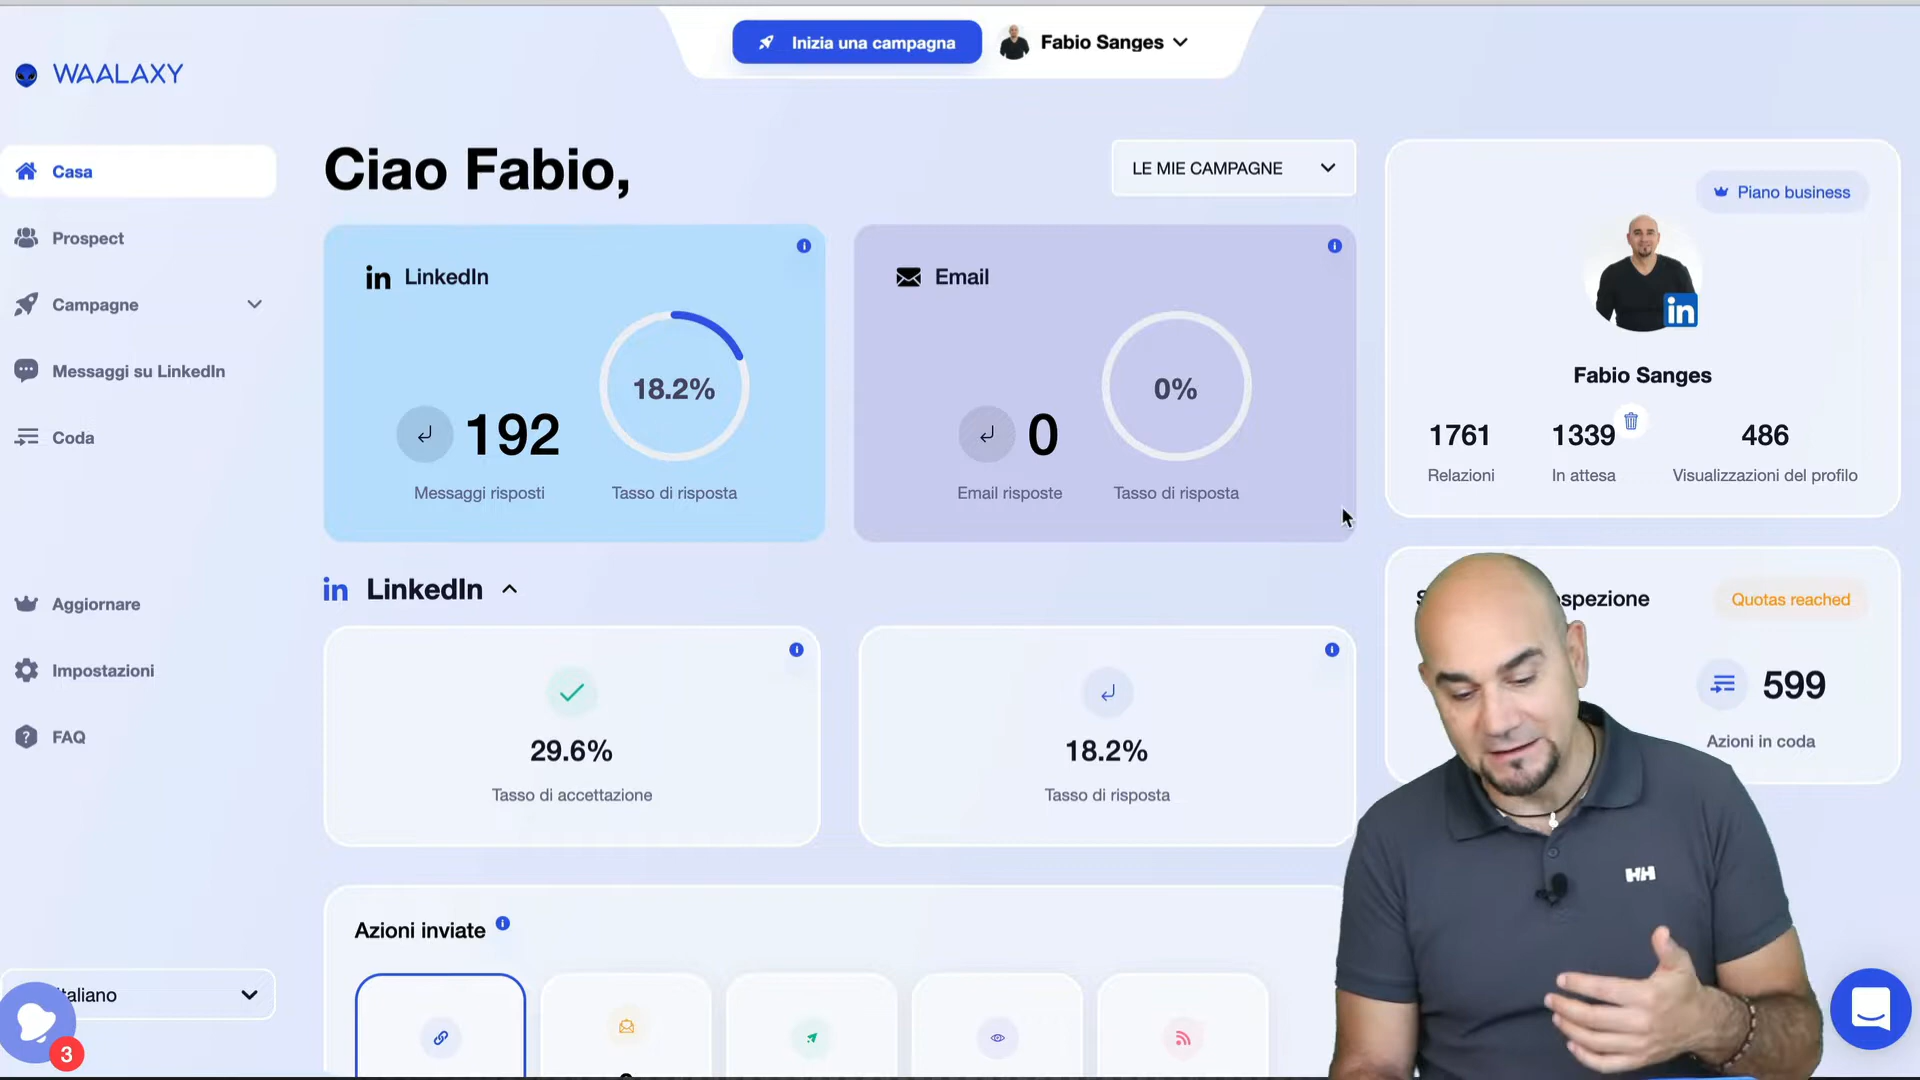 Inizia una campagna
Fabio Sanges
WAALAXY
Casa
Prospect
Campagne
Messaggi su LinkedIn
Coda
Aggiornare
Impostazioni
FAQ
taliano
3
Ciao Fabio,
LE MIE CAMPAGNE
in LinkedIn
192
Messaggi risposti
18.2%
Tasso di risposta
Email
0
Email risposte
0%
Tasso di risposta
in LinkedIn
29.6%
Tasso di accettazione
18.2%
Tasso di risposta
Azioni inviate
Piano business
in
Fabio Sanges
1761
Relazioni
1339
In attesa
486
Visualizzazioni del profilo
spezione
Quotas reached
599
Azioni in coda
HH